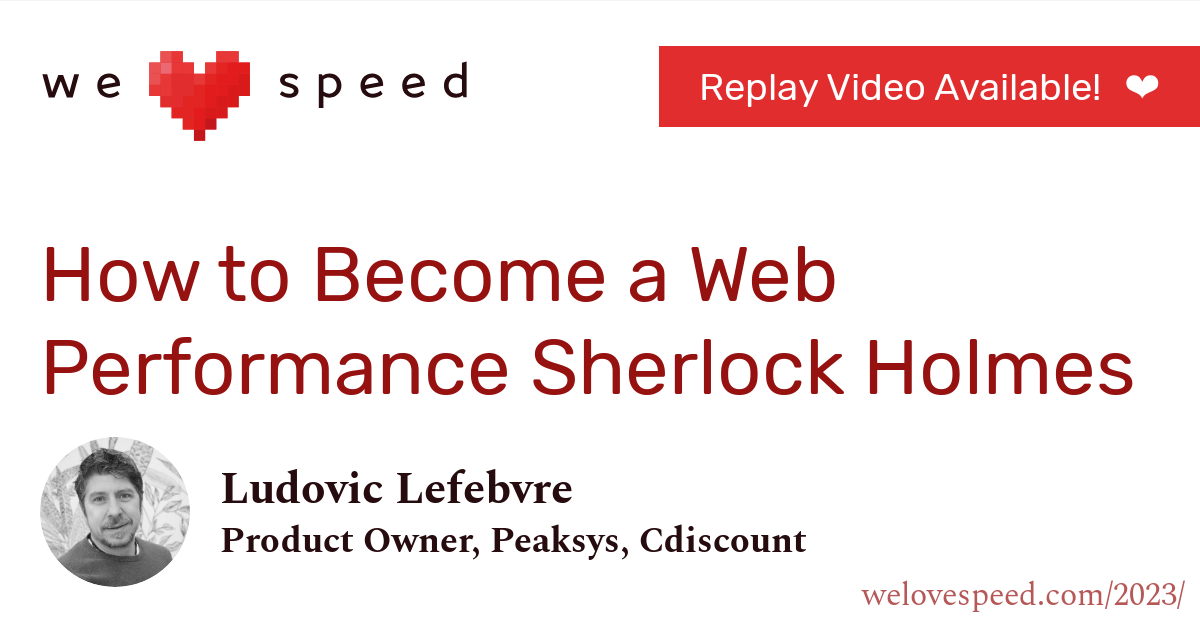 we speed
Replay Video Available! ❤
How to Become a Web
Performance Sherlock Holmes
Ludovic Lefebvre
Product Owner, Peaksys, Cdiscount
welovespeed.com/2023/